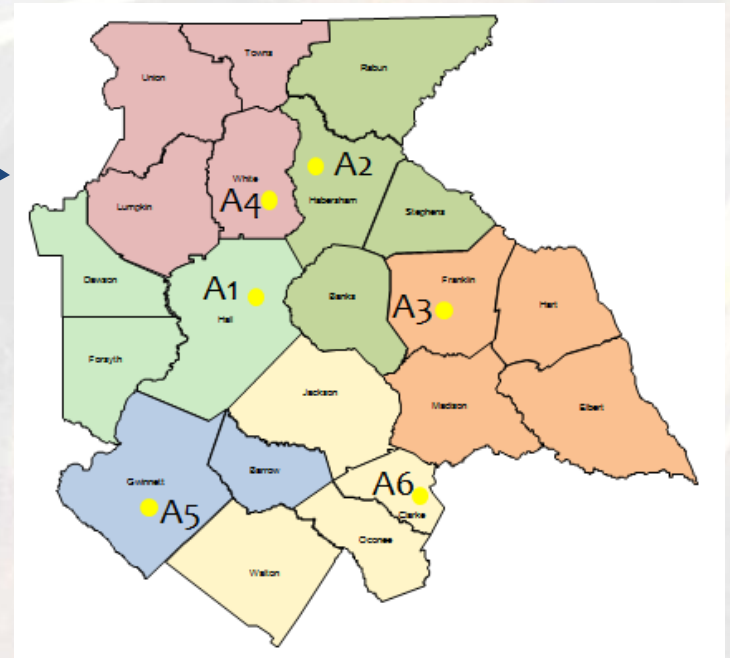 Towns
Union
Rabun
A2
White
A4
Habersham
Lumpkin
Stephens
Dawson
A1
Hall
Banks
Franklin
A3
Hart
Forsyth
Jackson
Madison
Elbert
Gwinnett
Barrow
A5
A6
Clarke
Oconee
Walton